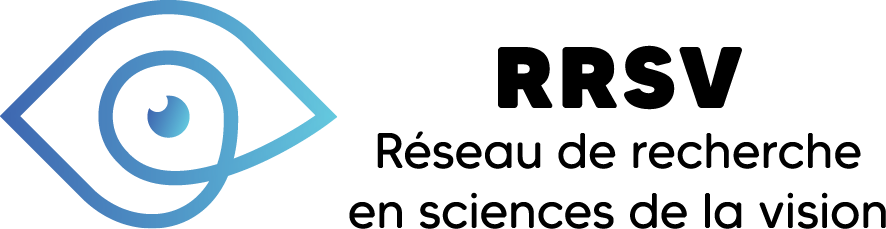 RRSV
Réseau de recherche
en sciences de la vision